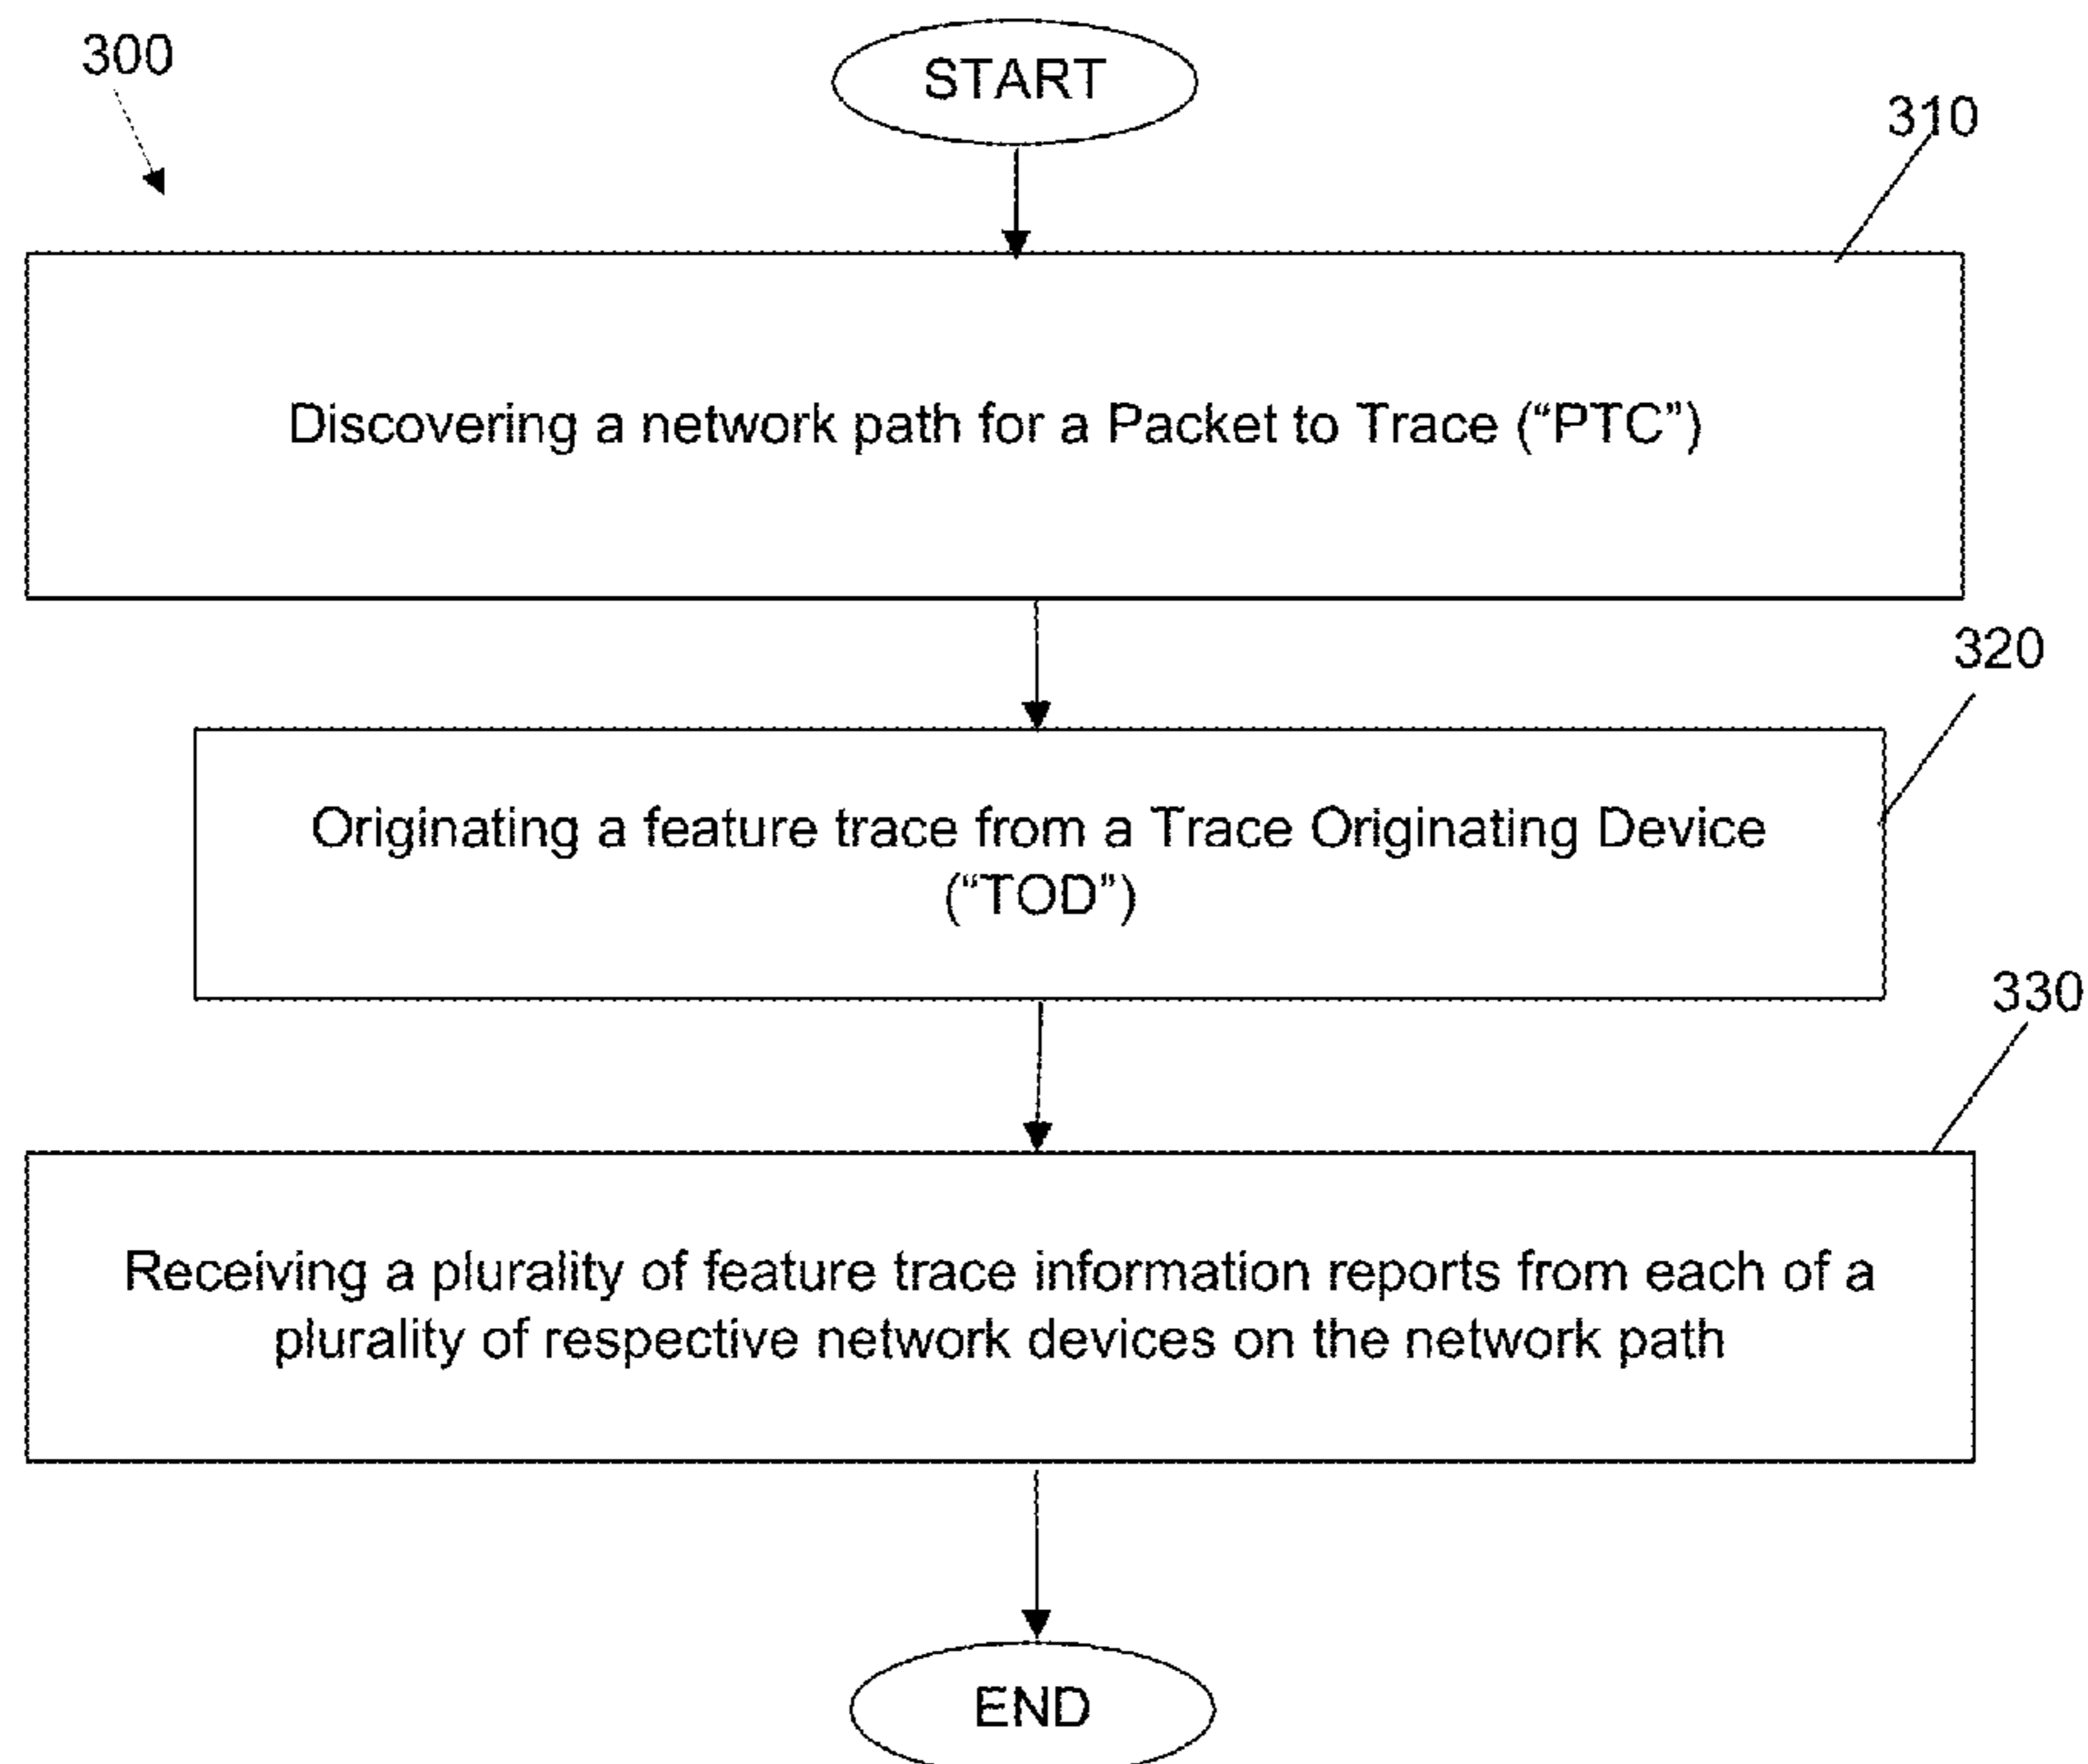 300
START
310
Discovering a network path for a Packet to Trace (“PTC”)
320
Originating a feature trace from a Trace Originating Device
(“TOD”)
330
Receiving a plurality of feature trace information reports from each of a
plurality of respective network devices on the network path
END